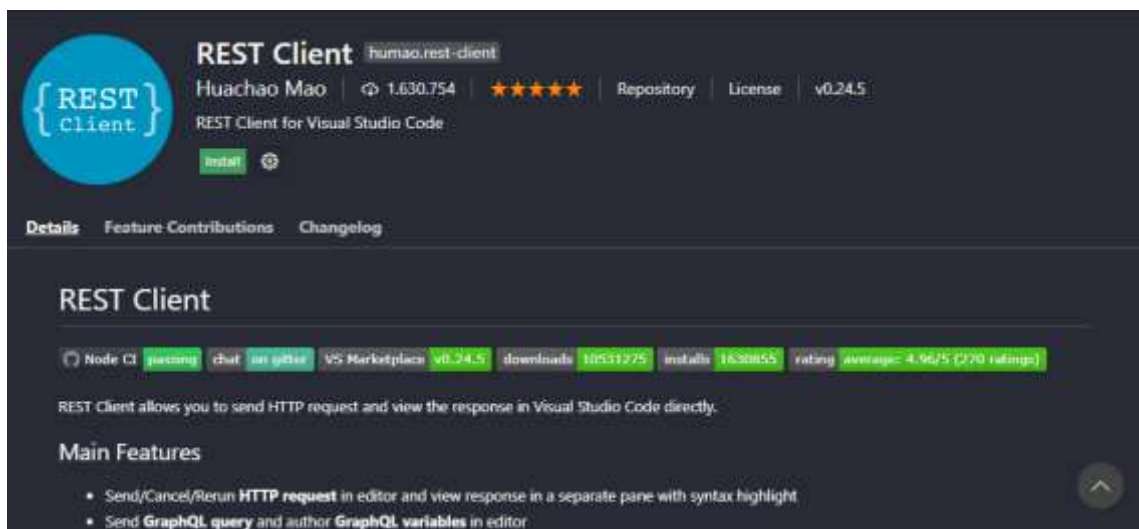 {REST}
Client
REST Client humao.rest-client
Huachao Mao 1.630.754 Repository License v0.24.5
REST Client for Visual Studio Code
Install
Details Feature Contributions Changelog
REST Client
Node CI passing chat on gitter VS Marketplace v0.24.5 downloads 10531275 installs 1630855 rating average: 4.96/5 (270 ratings)
REST Client allows you to send HTTP request and view the response in Visual Studio Code directly.
Main Features
• Send/Cancel/Rerun HTTP request in editor and view response in a separate pane with syntax highlight
• Send GraphQL query and author GraphQL variables in editor